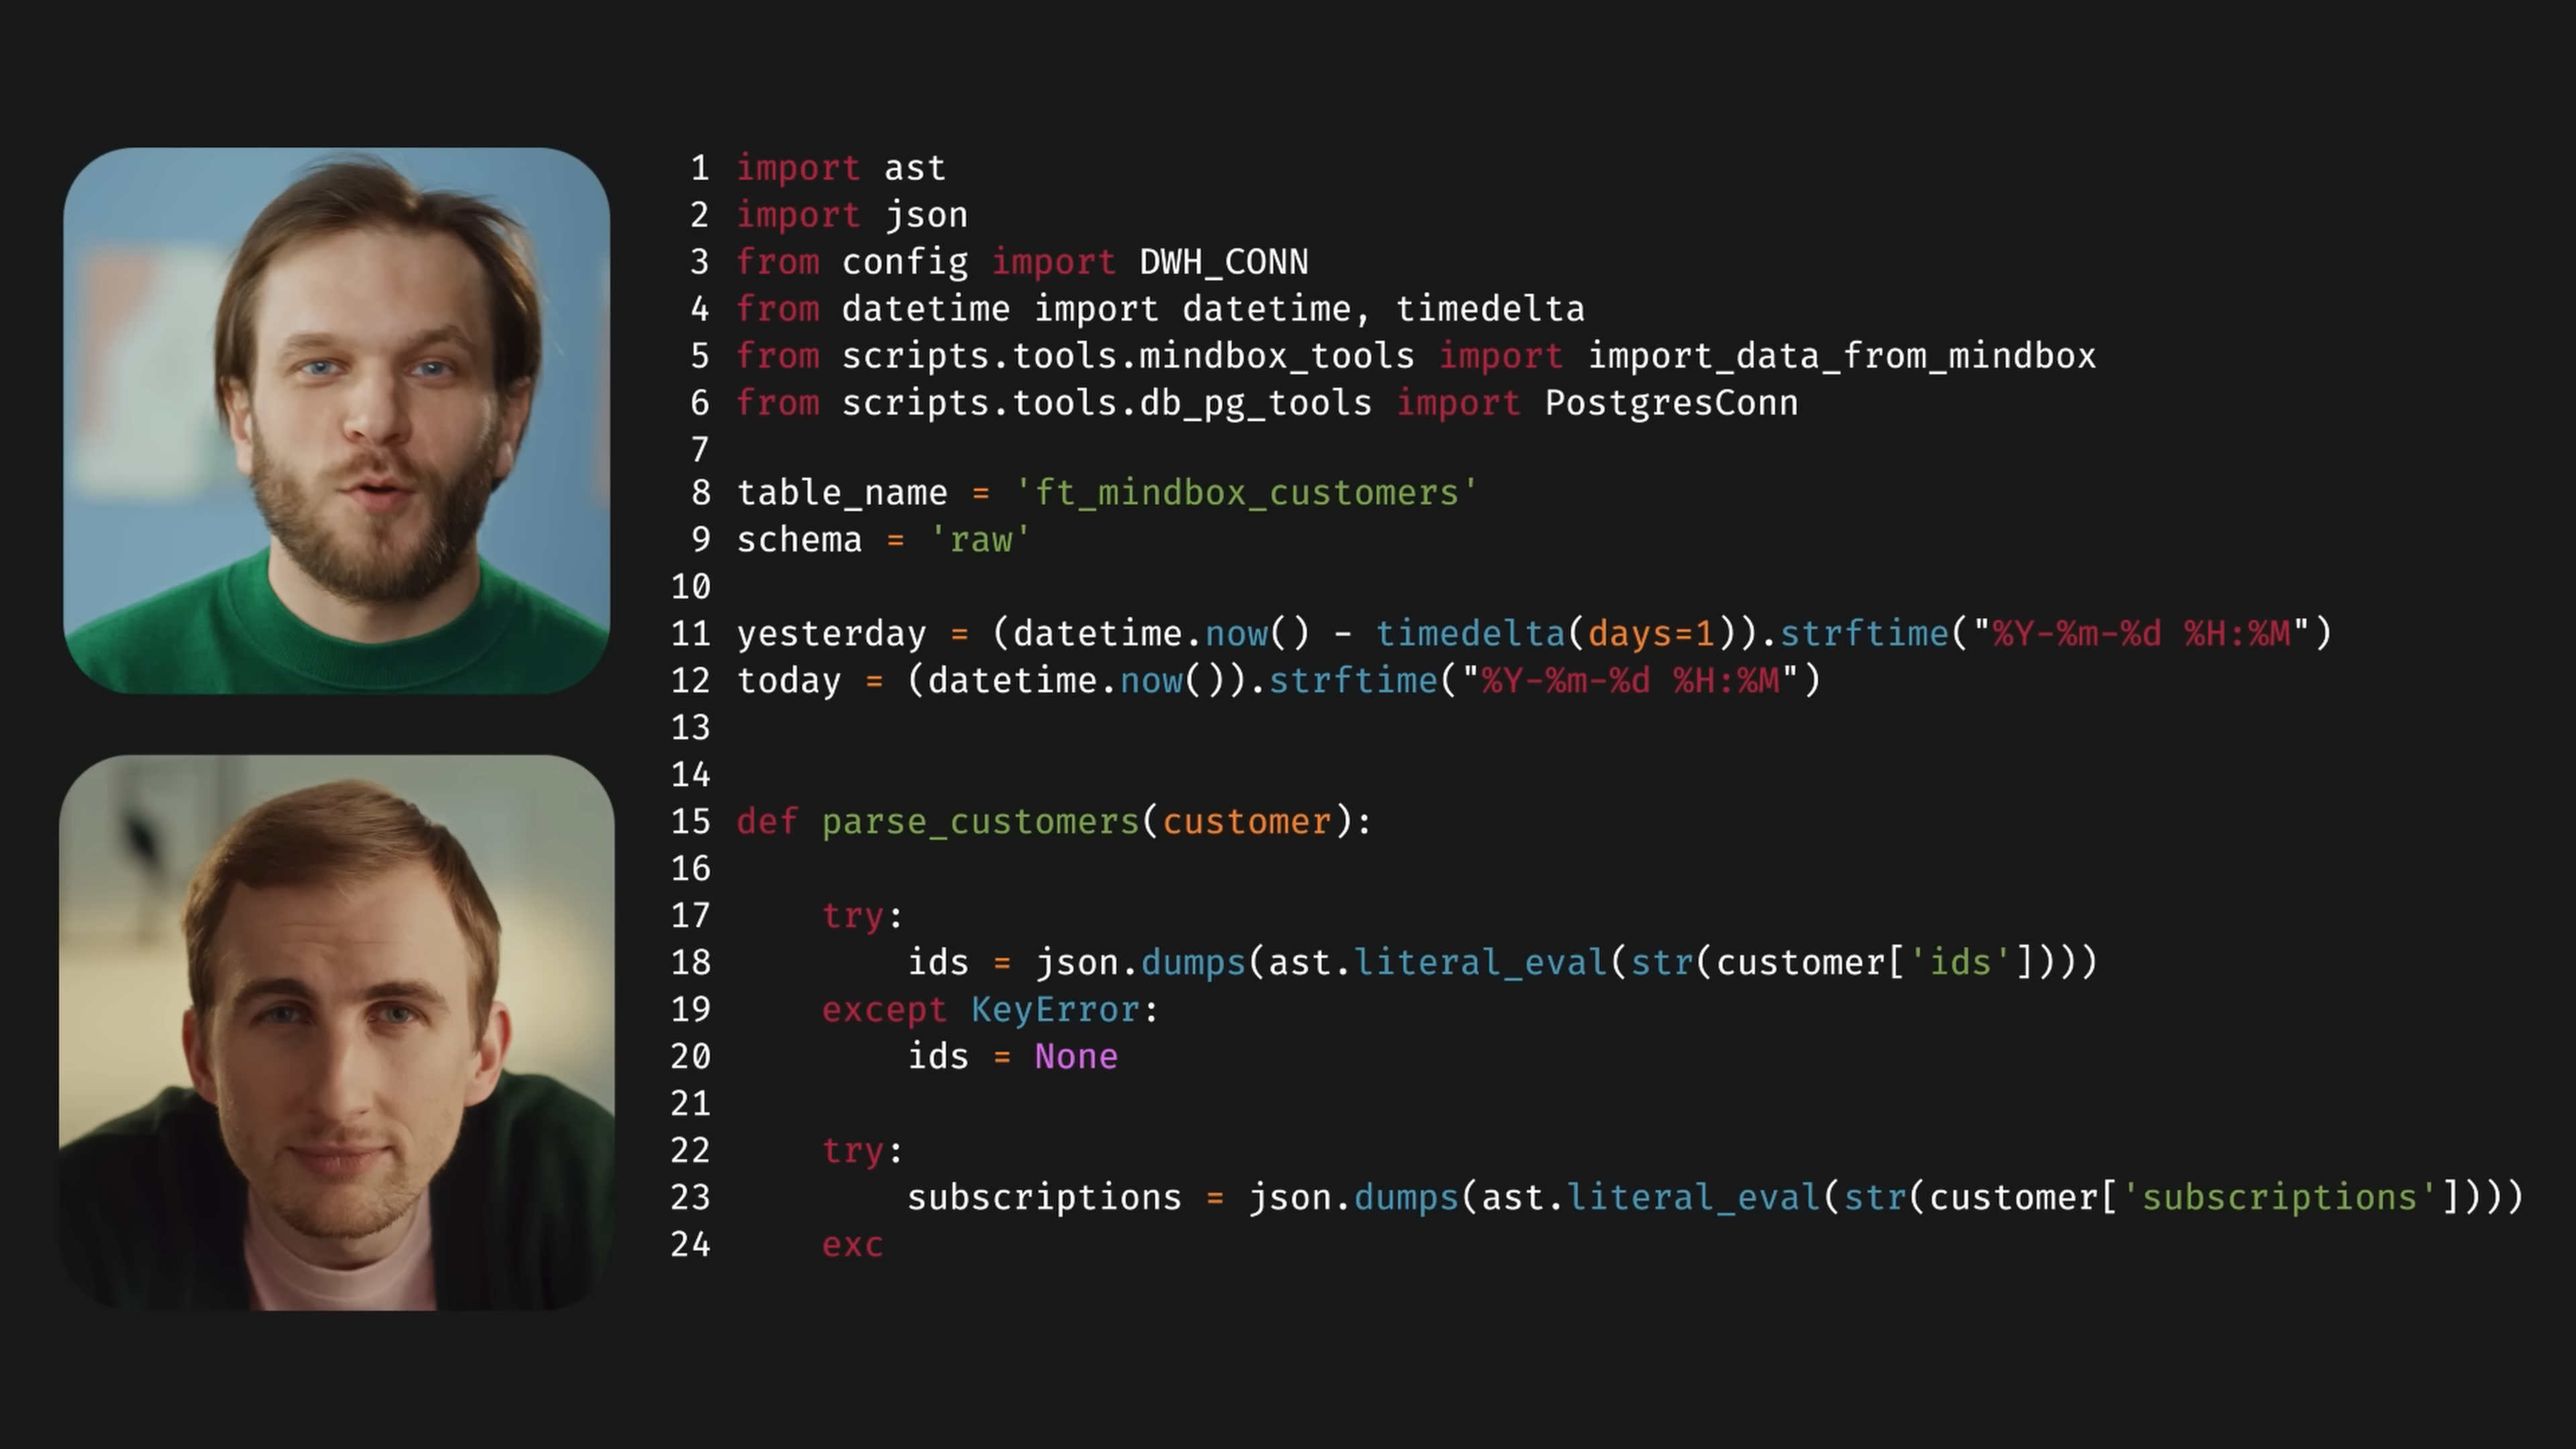 1 import ast
2 import json
3 from config import DWH_CONN
4 from datetime import datetime, timedelta
5 from scripts.tools.mindbox_tools import import_data_from_mindbox
6 from scripts.tools.db_pg_tools import PostgresConn
7
8 table_name = 'ft_mindbox_customers'
9 schema = 'raw'
10
11 yesterday = (datetime.now() - timedelta(days=1)).strftime("%Y-%m-%d %H:%M")
12 today = (datetime.now()).strftime("%Y-%m-%d %H:%M")
13
14
15 def parse_customers(customer):
16
17     try:
18         ids = json.dumps(ast.literal_eval(str(customer['ids'])))
19     except KeyError:
20         ids = None
21
22     try:
23         subscriptions = json.dumps(ast.literal_eval(str(customer['subscriptions'])))
24     exc